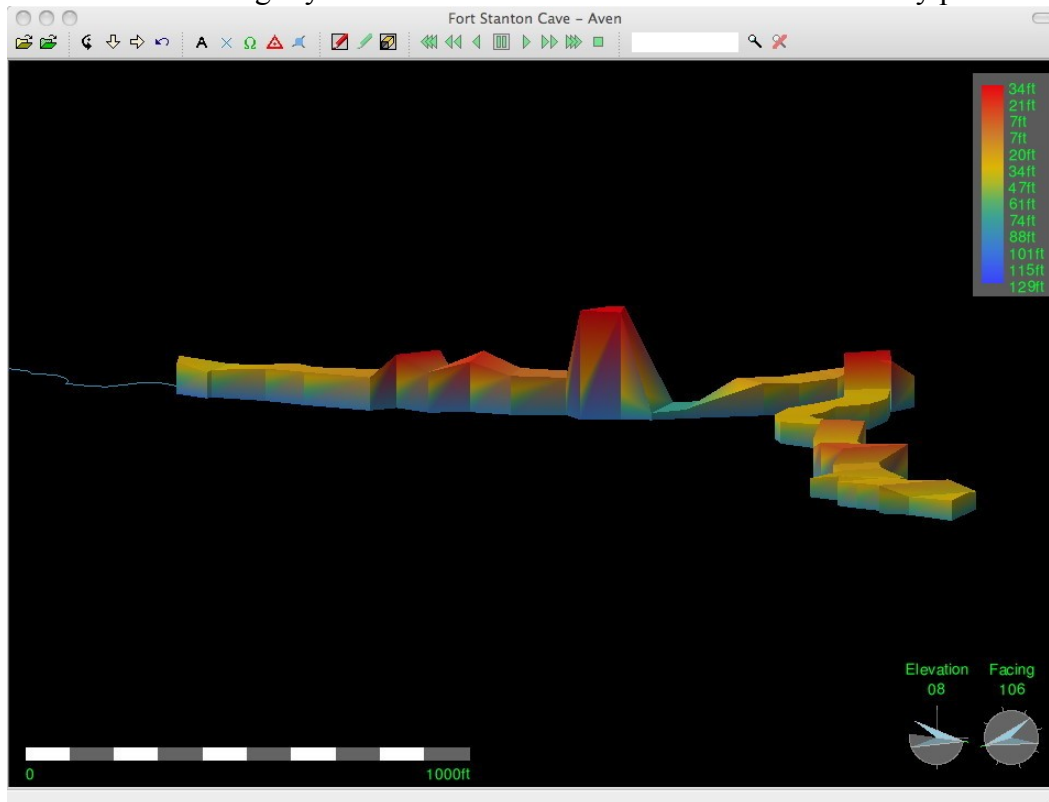 Fort Stanton Cave – Aven
A
Ω
34ft
21ft
7ft
7ft
20ft
34ft
47ft
61ft
74ft
88ft
101ft
115ft
129ft
Elevation Facing
08 106
0 1000ft